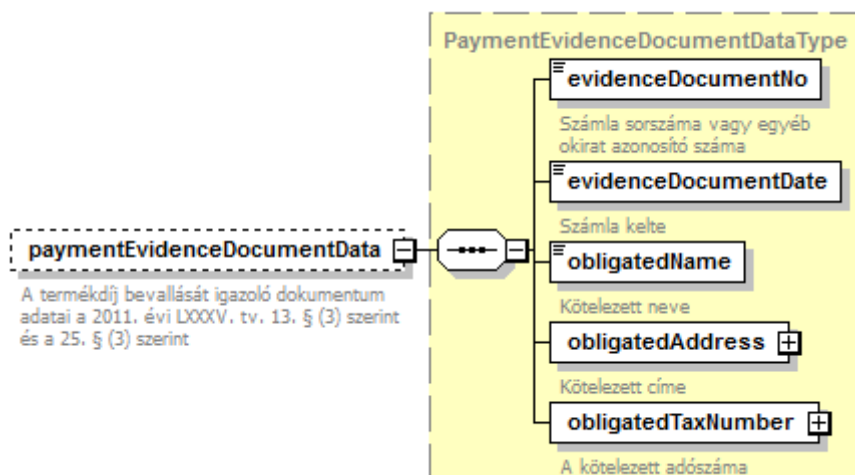 PaymentEvidenceDocumentDataType
evidenceDocumentNo
Számla sorszáma vagy egyéb
okirat azonosító száma
evidenceDocumentDate
Számla kelte
paymentEvidenceDocumentData
A termékdíj bevallását igazoló dokumentum
adatai a 2011. évi LXXXV. tv. 13. § (3) szerint
és a 25. § (3) szerint
obligatedName
Kötelezett neve
obligatedAddress
Kötelezett címe
obligatedTaxNumber
A kötelezett adószáma